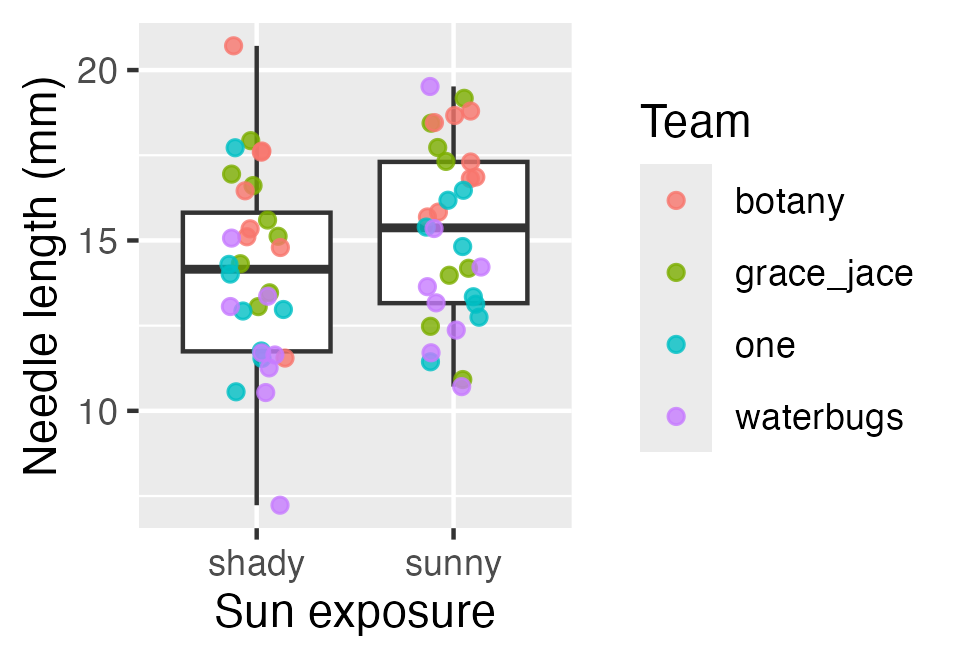 Needle length (mm)
20
15
10
shady
sunny
Sun exposure
Team
botany
grace_jace
one
waterbugs